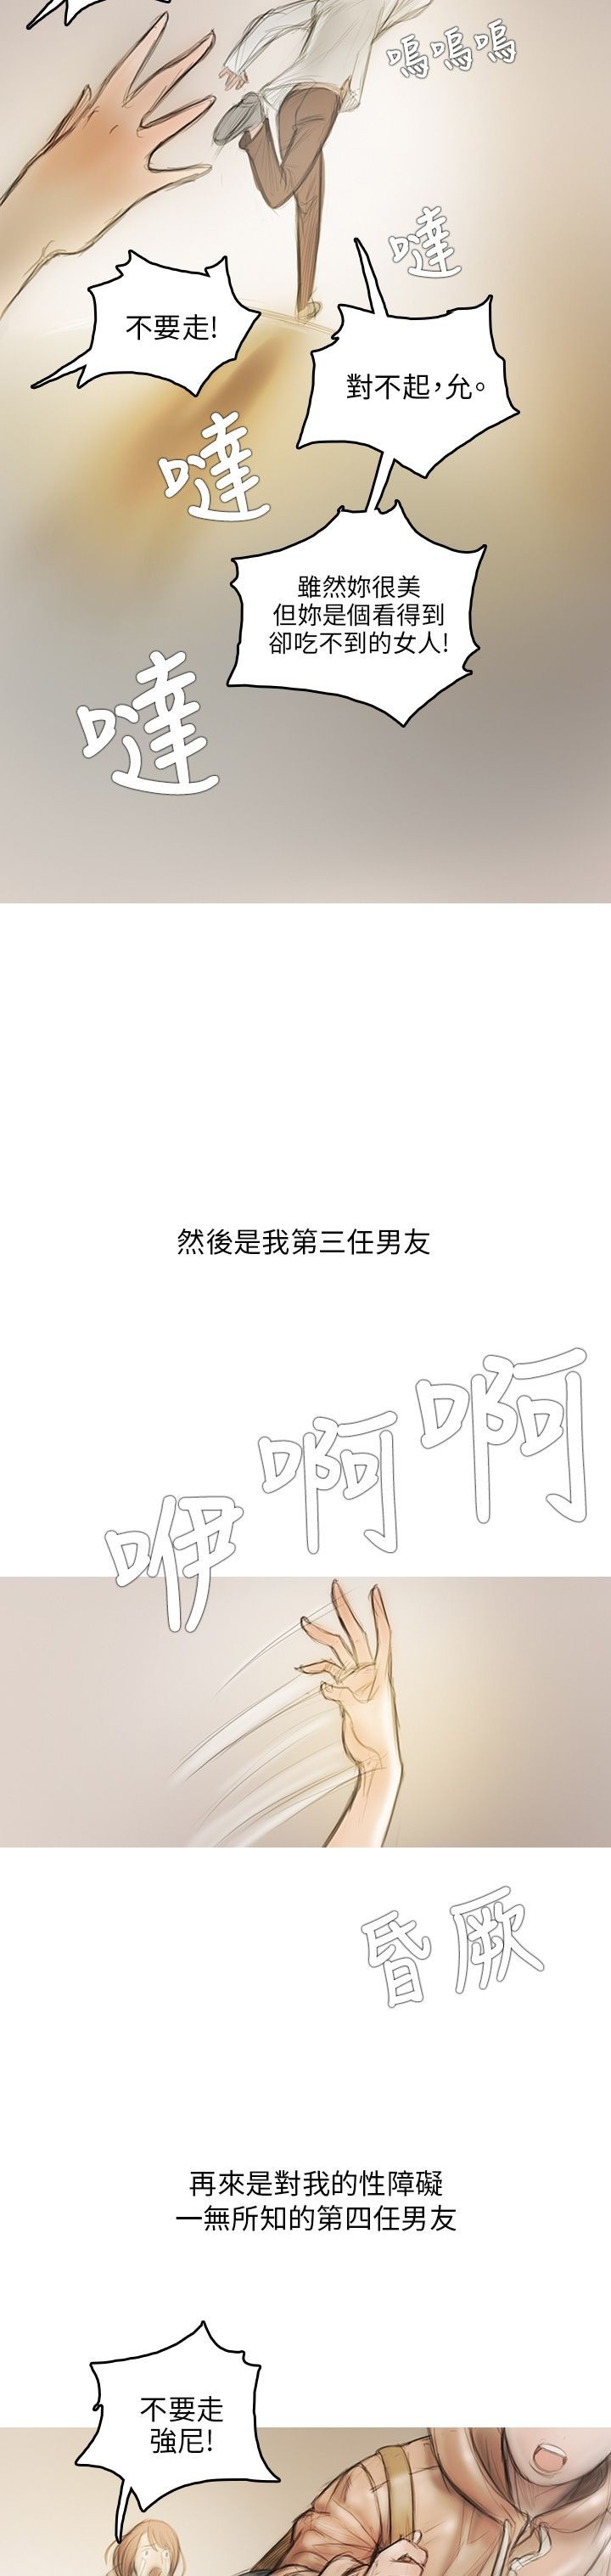 嗚嗚嗚
噠
不要走!
對不起，允。
噠
雖然妳很美
但妳是個看得到
卻吃不到的女人!
噠
然後是我第三任男友
咿啊啊
昏厥
再來是對我的性障礙
一無所知的第四任男友
不要走
強尼!